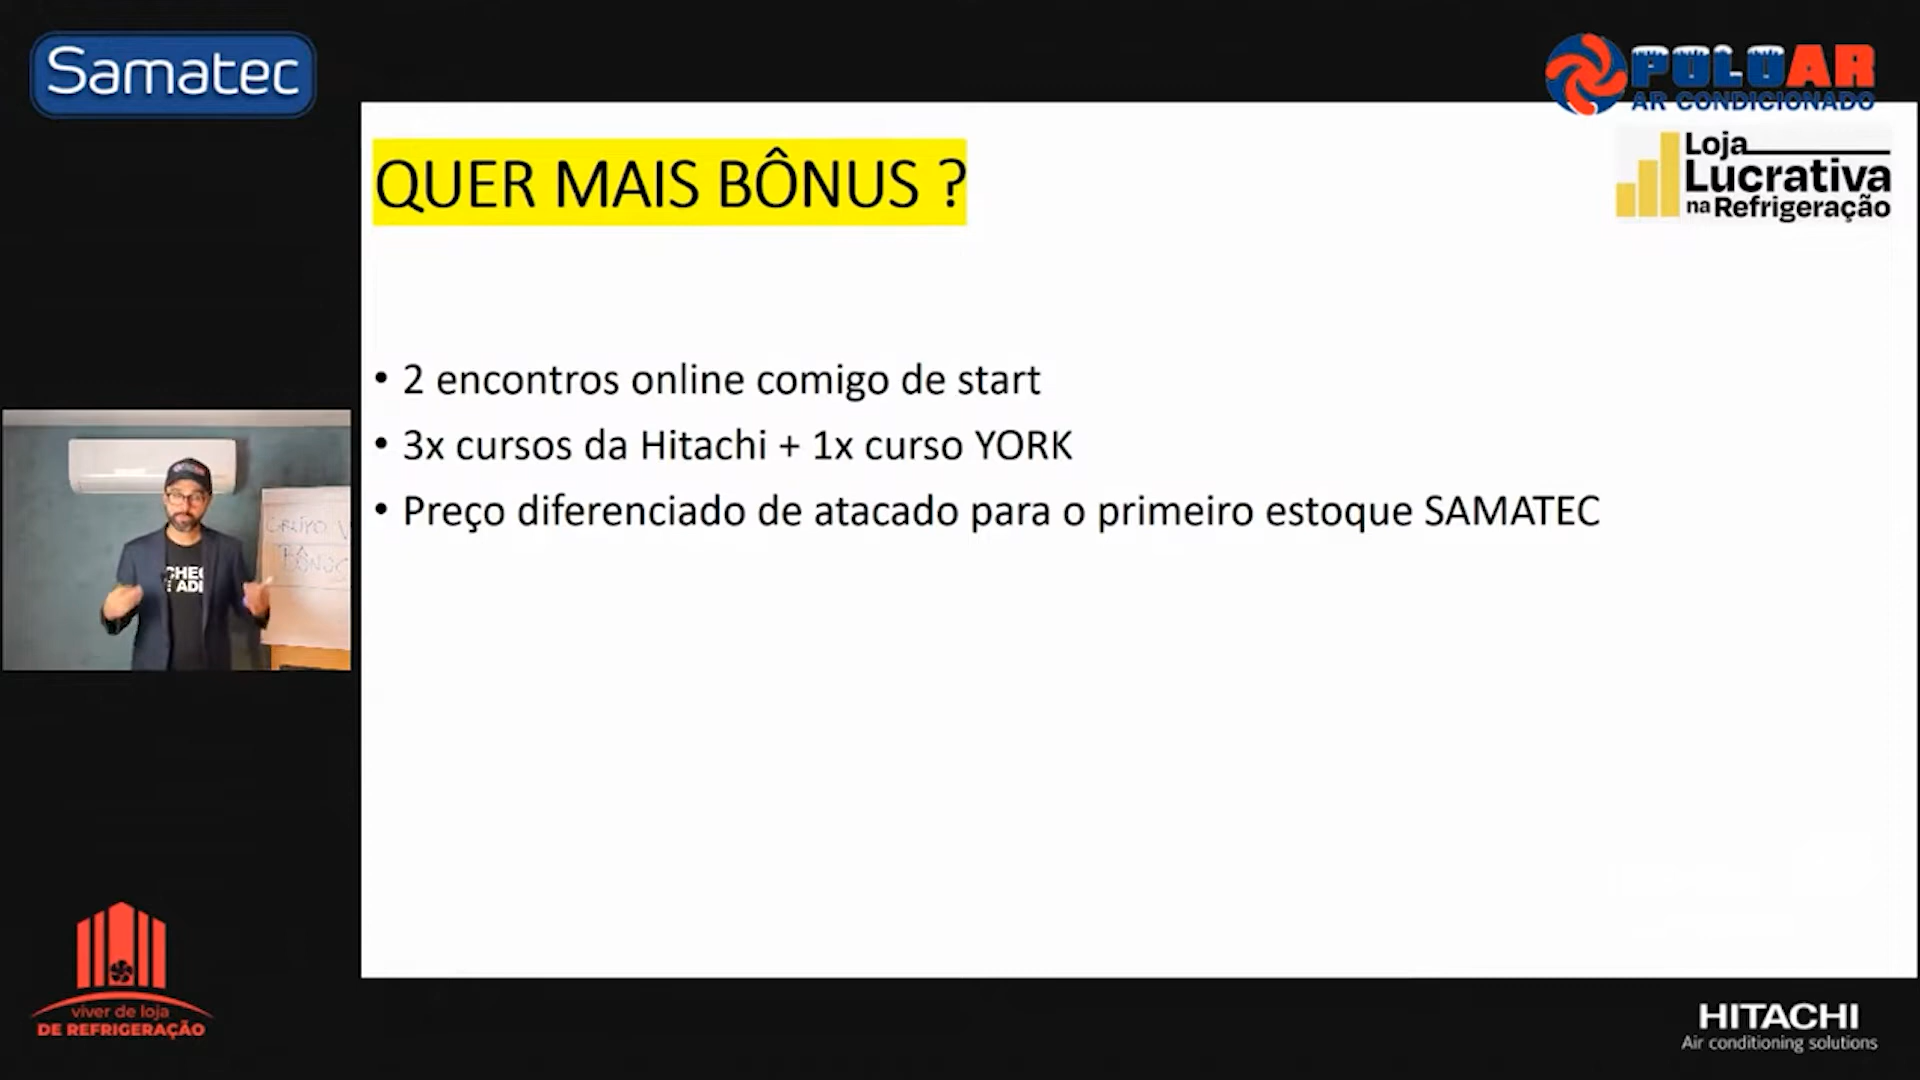 Samatec
POLOAR
AR CONDICIONADO
Loja
Lucrativa
na Refrigeração
QUER MAIS BÔNUS ?
• 2 encontros online comigo de start
• 3x cursos da Hitachi + 1x curso YORK
• Preço diferenciado de atacado para o primeiro estoque SAMATEC
GRUPO V
BÔNUS
viver de loja
DE REFRIGERAÇÃO
HITACHI
Air conditioning solutions